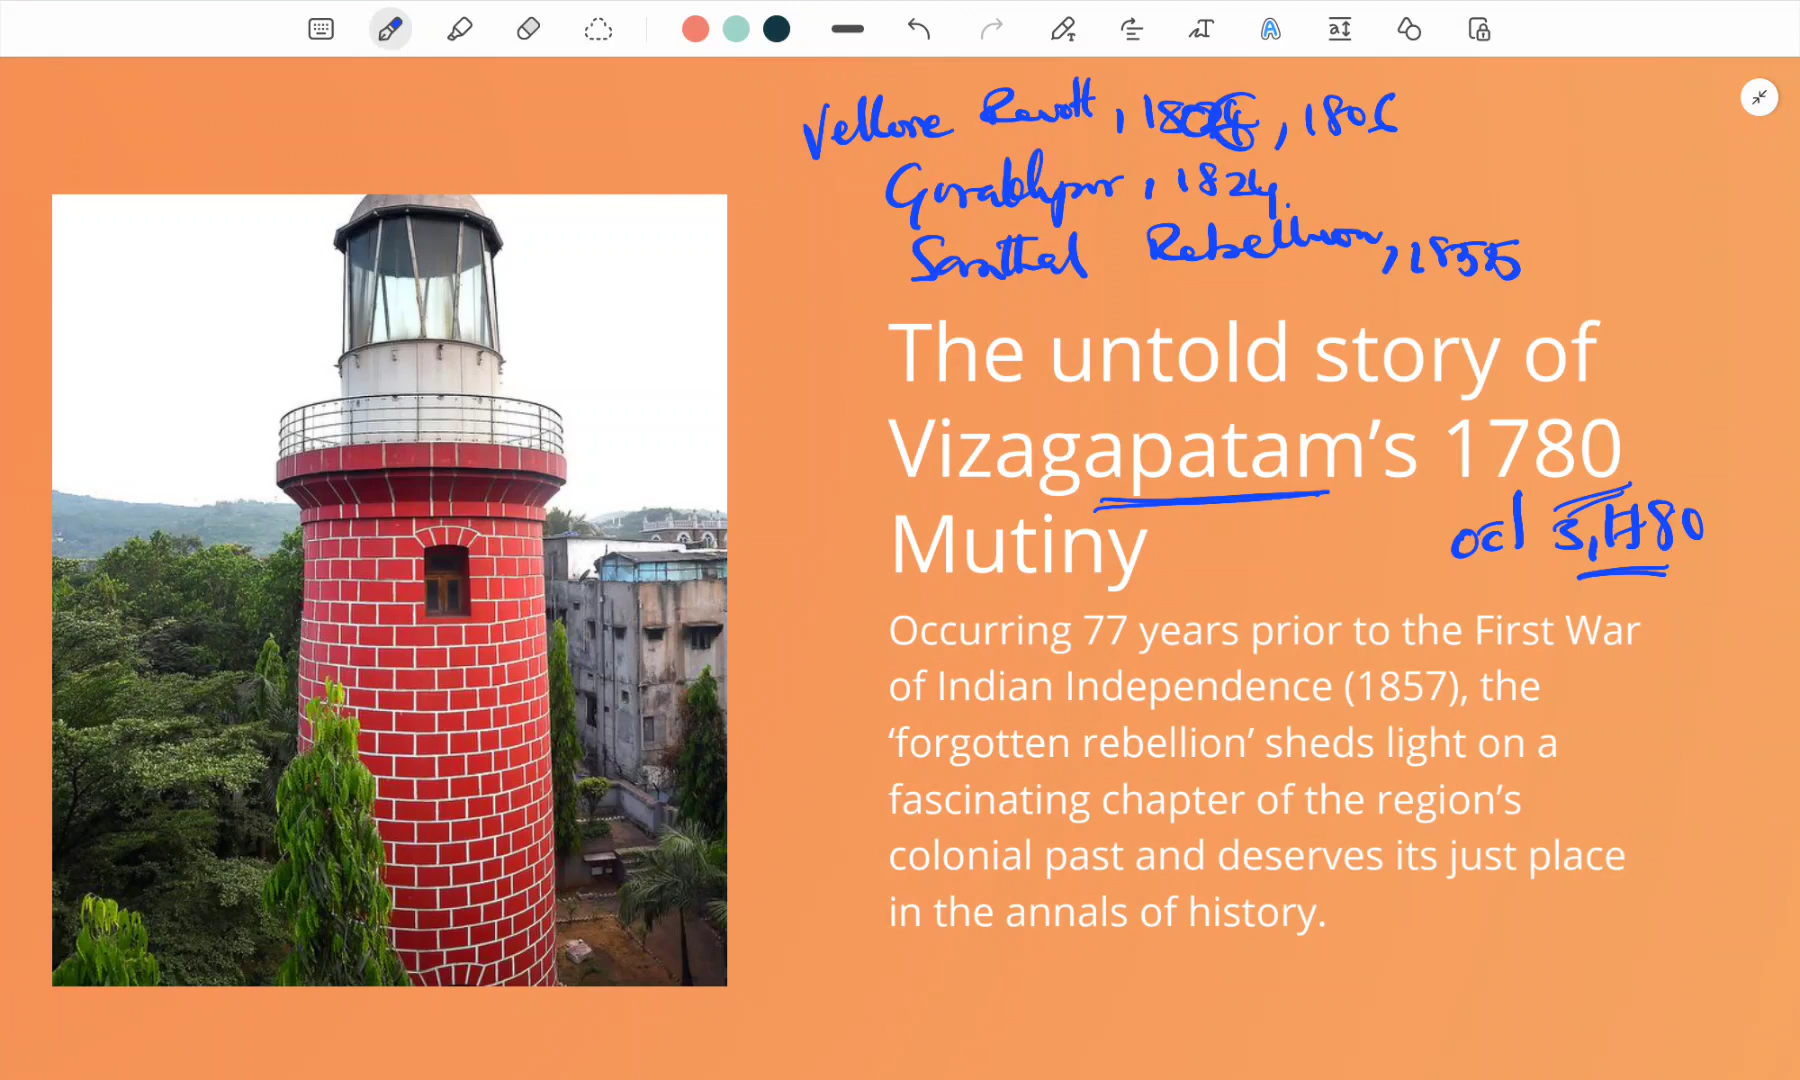 Vellore Revolt, 1806, 1806
Gorakhpur, 1824.
Santhal Rebellion, 1855
The untold story of
Vizagapatam’s 1780
Mutiny
oct 3, 1780
Occurring 77 years prior to the First War
of Indian Independence (1857), the
‘forgotten rebellion’ sheds light on a
fascinating chapter of the region’s
colonial past and deserves its just place
in the annals of history.